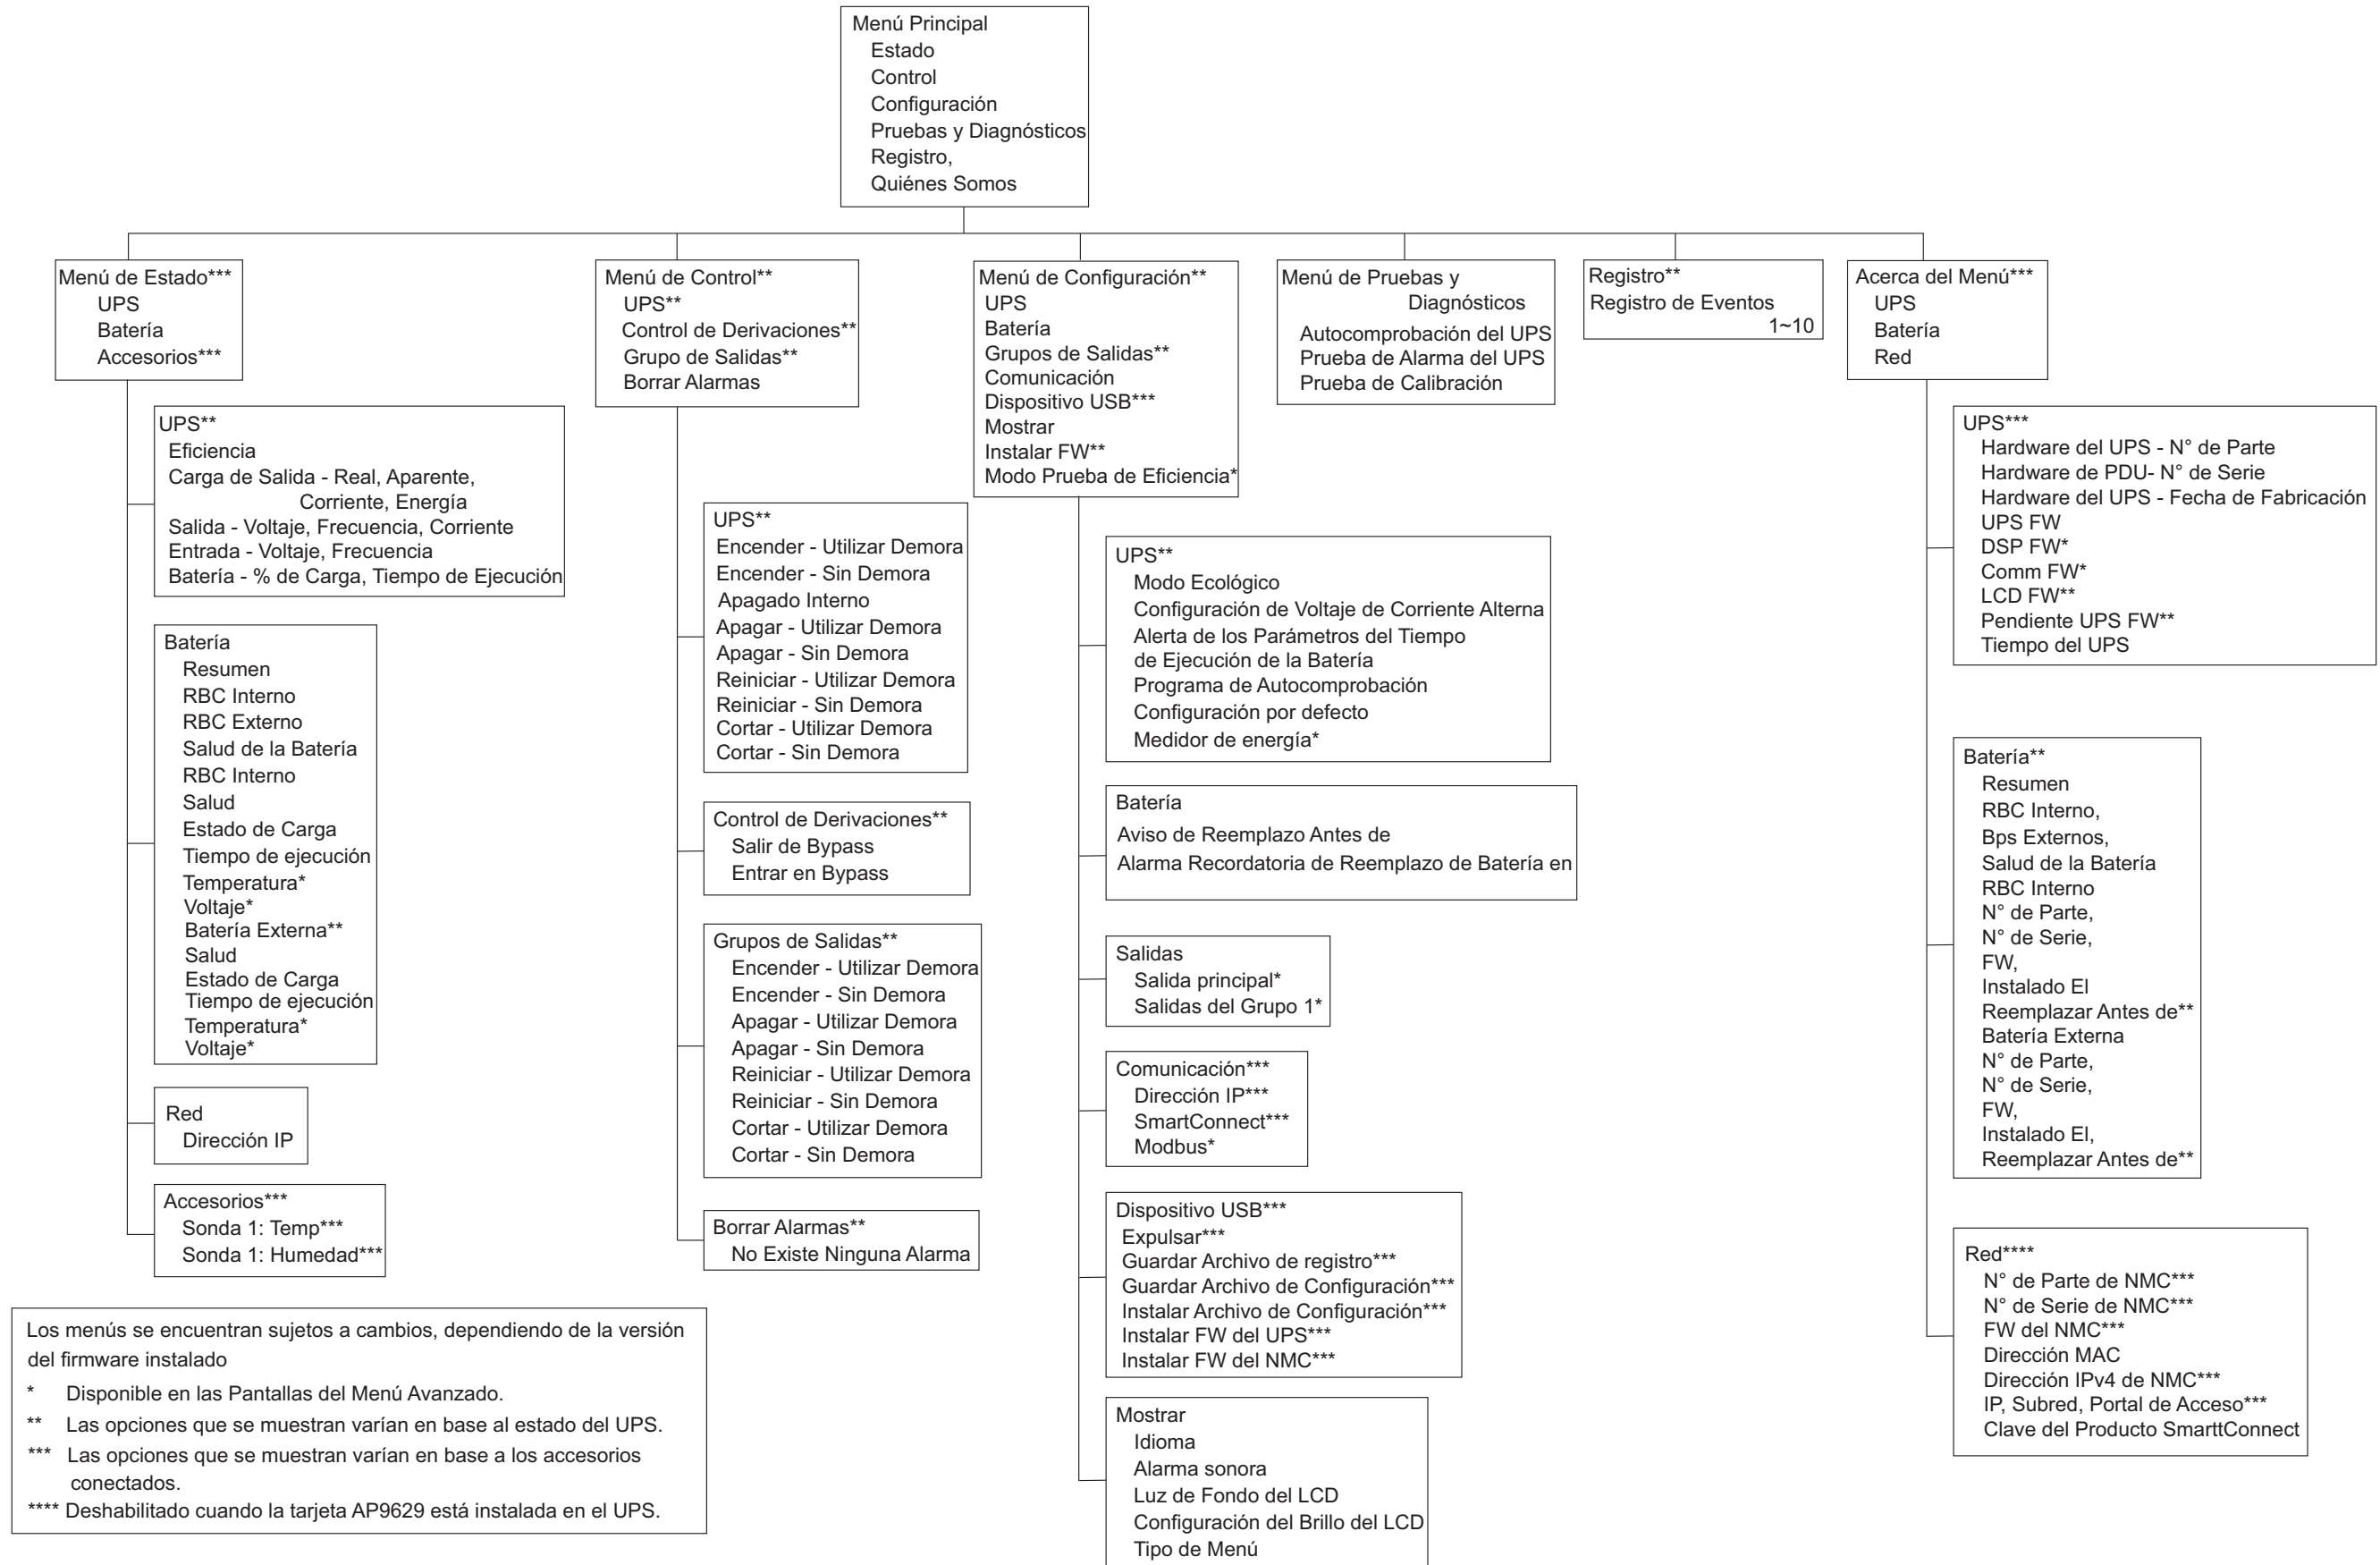 Menú Principal
Estado
Control
Configuración
Pruebas y Diagnósticos
Registro,
Quiénes Somos
Menú de Estado***
UPS
Batería
Accesorios***
UPS**
Eficiencia
Carga de Salida - Real, Aparente,
Corriente, Energía
Salida - Voltaje, Frecuencia, Corriente
Entrada - Voltaje, Frecuencia
Batería - % de Carga, Tiempo de Ejecución
Batería
Resumen
RBC Interno
RBC Externo
Salud de la Batería
RBC Interno
Salud
Estado de Carga
Tiempo de ejecución
Temperatura*
Voltaje*
Batería Externa**
Salud
Estado de Carga
Tiempo de ejecución
Temperatura*
Voltaje*
Red
Dirección IP
Accesorios***
Sonda 1: Temp***
Sonda 1: Humedad***
Menú de Control**
UPS**
Control de Derivaciones**
Grupo de Salidas**
Borrar Alarmas
UPS**
Encender - Utilizar Demora
Encender - Sin Demora
Apagado Interno
Apagar - Utilizar Demora
Apagar - Sin Demora
Reiniciar - Utilizar Demora
Reiniciar - Sin Demora
Cortar - Utilizar Demora
Cortar - Sin Demora
Control de Derivaciones**
Salir de Bypass
Entrar en Bypass
Grupos de Salidas**
Encender - Utilizar Demora
Encender - Sin Demora
Apagar - Utilizar Demora
Apagar - Sin Demora
Reiniciar - Utilizar Demora
Reiniciar - Sin Demora
Cortar - Utilizar Demora
Cortar - Sin Demora
Borrar Alarmas**
No Existe Ninguna Alarma
Menú de Configuración**
UPS
Batería
Grupos de Salidas**
Comunicación
Dispositivo USB***
Mostrar
Instalar FW**
Modo Prueba de Eficiencia*
UPS**
Modo Ecológico
Configuración de Voltaje de Corriente Alterna
Alerta de los Parámetros del Tiempo
de Ejecución de la Batería
Programa de Autocomprobación
Configuración por defecto
Medidor de energía*
Batería
Aviso de Reemplazo Antes de
Alarma Recordatoria de Reemplazo de Batería en
Salidas
Salida principal*
Salidas del Grupo 1*
Comunicación***
Dirección IP***
SmartConnect***
Modbus*
Dispositivo USB***
Expulsar***
Guardar Archivo de registro***
Guardar Archivo de Configuración***
Instalar Archivo de Configuración***
Instalar FW del UPS***
Instalar FW del NMC***
Mostrar
Idioma
Alarma sonora
Luz de Fondo del LCD
Configuración del Brillo del LCD
Tipo de Menú
Menú de Pruebas y
Diagnósticos
Autocomprobación del UPS
Prueba de Alarma del UPS
Prueba de Calibración
Registro**
Registro de Eventos
1~10
Acerca del Menú***
UPS
Batería
Red
UPS***
Hardware del UPS - N° de Parte
Hardware de PDU- N° de Serie
Hardware del UPS - Fecha de Fabricación
UPS FW
DSP FW*
Comm FW*
LCD FW**
Pendiente UPS FW**
Tiempo del UPS
Batería**
Resumen
RBC Interno,
Bps Externos,
Salud de la Batería
RBC Interno
N° de Parte,
N° de Serie,
FW,
Instalado El
Reemplazar Antes de**
Batería Externa
N° de Parte,
N° de Serie,
FW,
Instalado El,
Reemplazar Antes de**
Red****
N° de Parte de NMC***
N° de Serie de NMC***
FW del NMC***
Dirección MAC
Dirección IPv4 de NMC***
IP, Subred, Portal de Acceso***
Clave del Producto SmarttConnect
Los menús se encuentran sujetos a cambios, dependiendo de la versión
del firmware instalado
* Disponible en las Pantallas del Menú Avanzado.
** Las opciones que se muestran varían en base al estado del UPS.
*** Las opciones que se muestran varían en base a los accesorios
conectados.
**** Deshabilitado cuando la tarjeta AP9629 está instalada en el UPS.